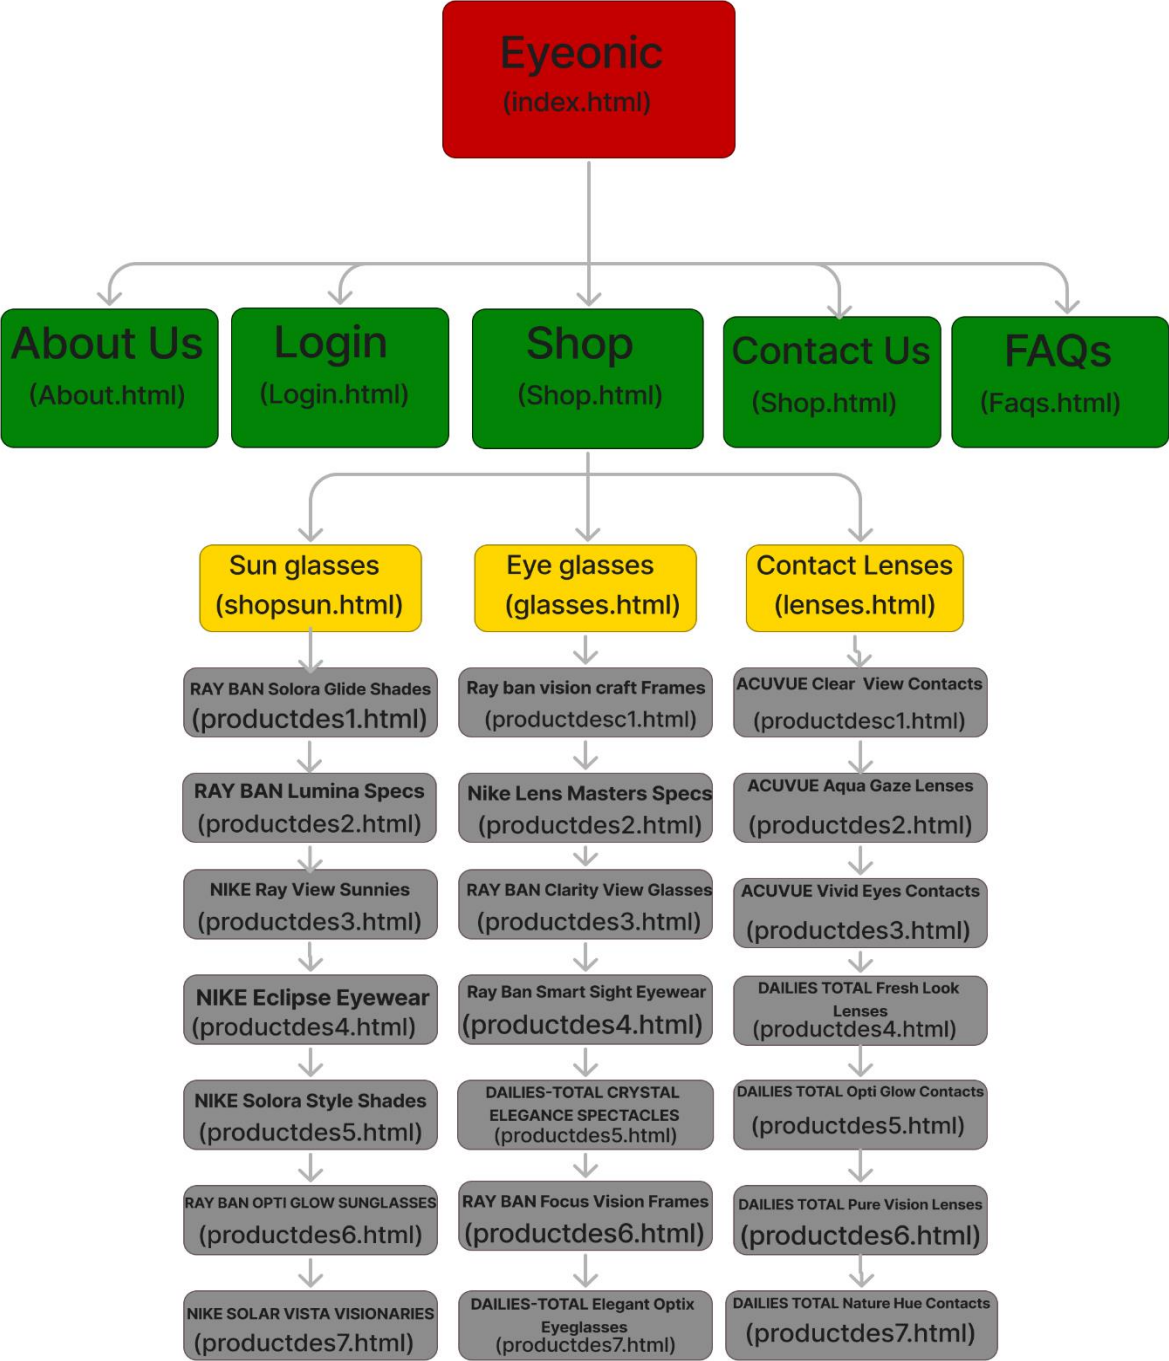 Eyeonic
(index.html)
About Us
(About.html)
Login
(Login.html)
Shop
(Shop.html)
Contact Us
(Shop.html)
FAQs
(Faqs.html)
Sun glasses
(shopsun.html)
Eye glasses
(glasses.html)
Contact Lenses
(lenses.html)
RAY BAN Solora Glide Shades
(productdes1.html)
RAY BAN Lumina Specs
(productdes2.html)
NIKE Ray View Sunnies
(productdes3.html)
NIKE Eclipse Eyewear
(productdes4.html)
NIKE Solora Style Shades
(productdes5.html)
RAY BAN OPTI GLOW SUNGLASSES
(productdes6.html)
NIKE SOLAR VISTA VISIONARIES
(productdes7.html)
Ray ban vision craft Frames
(productdesc1.html)
Nike Lens Masters Specs
(productdes2.html)
RAY BAN Clarity View Glasses
(productdes3.html)
Ray Ban Smart Sight Eyewear
(productdes4.html)
DAILIES-TOTAL CRYSTAL
ELEGANCE SPECTACLES
(productdes5.html)
RAY BAN Focus Vision Frames
(productdes6.html)
DAILIES-TOTAL Elegant Optix
Eyeglasses
(productdes7.html)
ACUVUE Clear View Contacts
(productdesc1.html)
ACUVUE Aqua Gaze Lenses
(productdes2.html)
ACUVUE Vivid Eyes Contacts
(productdes3.html)
DAILIES TOTAL Fresh Look
Lenses
(productdes4.html)
DAILIES TOTAL Opti Glow Contacts
(productdes5.html)
DAILIES TOTAL Pure Vision Lenses
(productdes6.html)
DAILIES TOTAL Nature Hue Contacts
(productdes7.html)